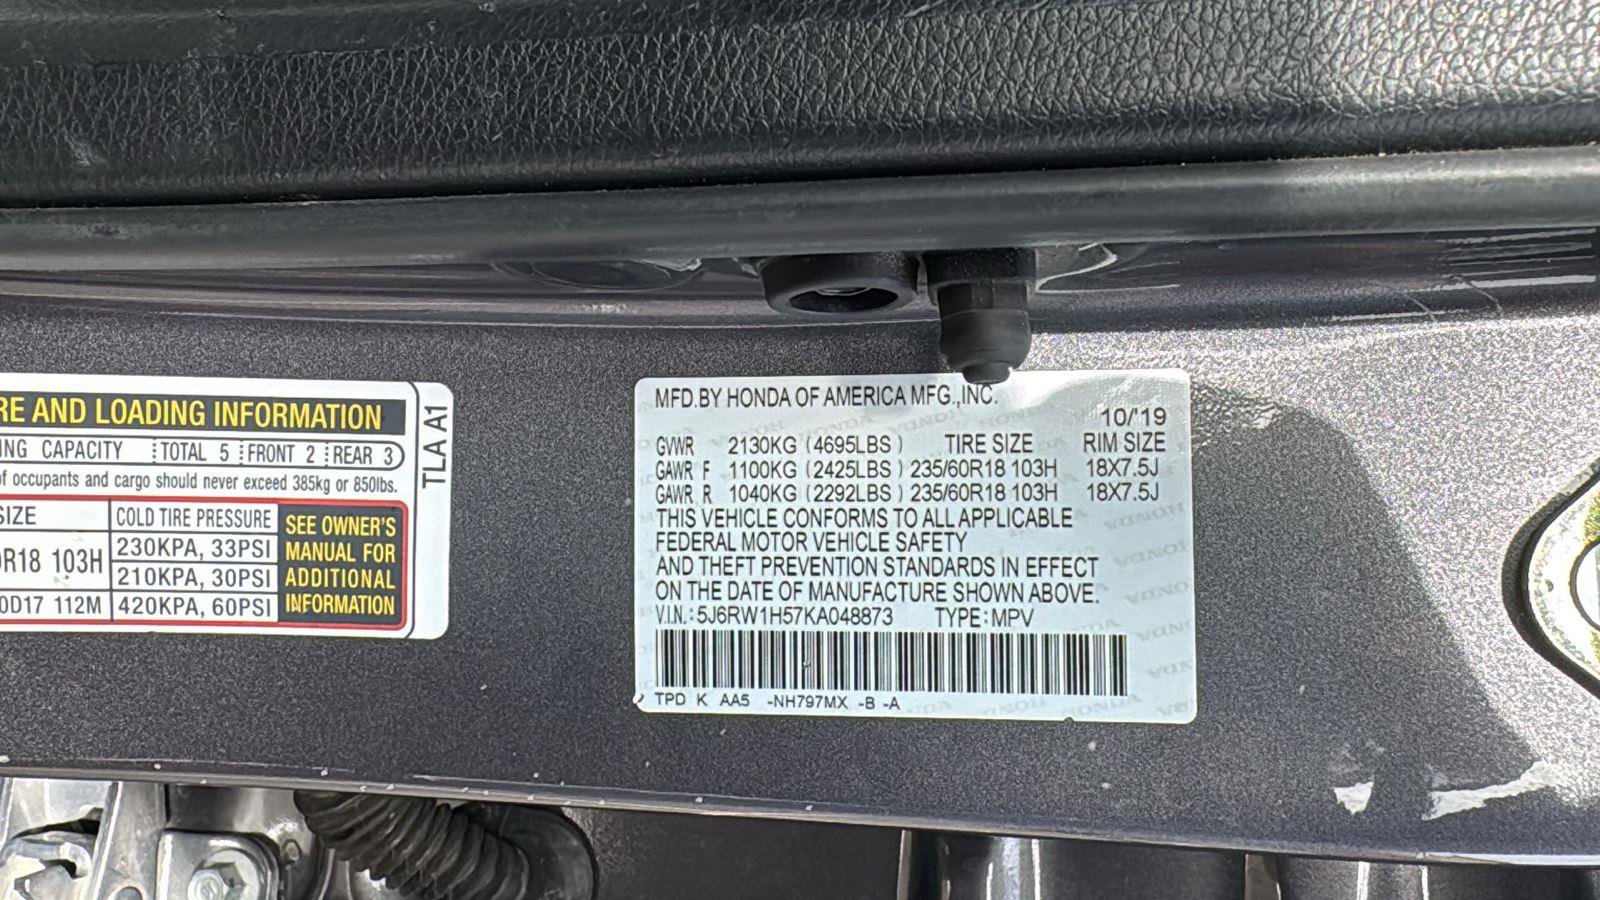 RE AND LOADING INFORMATION
TLA A1
NG CAPACITY TOTAL 5 FRONT 2 REAR 3
of occupants and cargo should never exceed 385kg or 850lbs.
SIZE COLD TIRE PRESSURE
R18 103H 230KPA, 33PSI
210KPA, 30PSI
0D17 112M 420KPA, 60PSI
SEE OWNER'S
MANUAL FOR
ADDITIONAL
INFORMATION
MFD.BY HONDA OF AMERICA MFG.,INC.
10/'19
GVWR 2130KG (4695LBS) TIRE SIZE RIM SIZE
GAWR F 1100KG (2425LBS) 235/60R18 103H 18X7.5J
GAWR R 1040KG (2292LBS) 235/60R18 103H 18X7.5J
THIS VEHICLE CONFORMS TO ALL APPLICABLE
FEDERAL MOTOR VEHICLE SAFETY
AND THEFT PREVENTION STANDARDS IN EFFECT
ON THE DATE OF MANUFACTURE SHOWN ABOVE.
V.I.N.: 5J6RW1H57KA048873 TYPE: MPV
TPD K AA5 -NH797MX -B -A